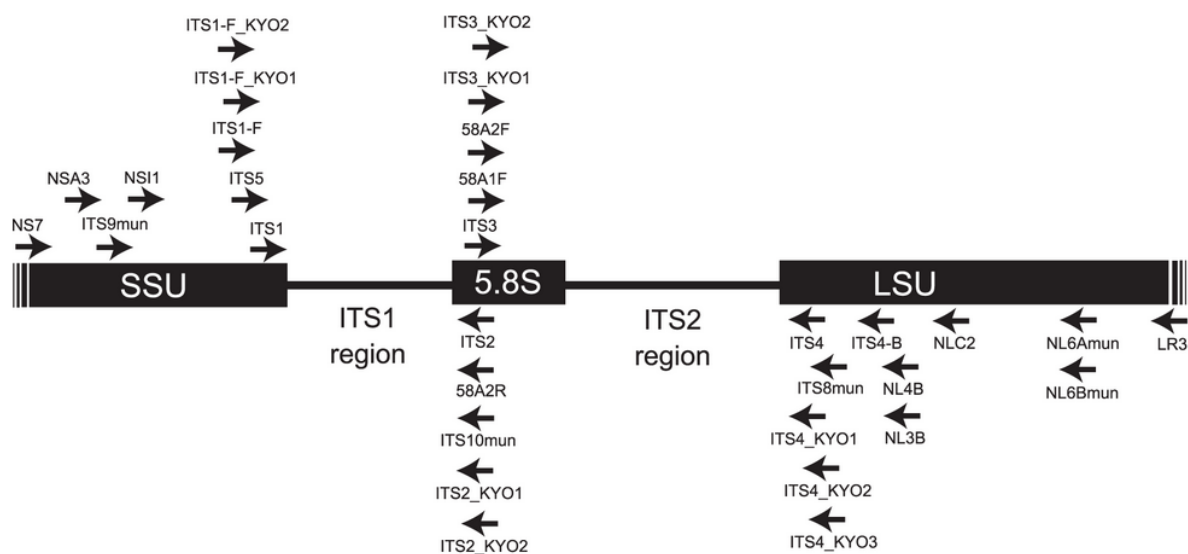 ITS1-F_KYO2
ITS3_KYO2
ITS1-F_KYO1
ITS3_KYO1
ITS1-F
58A2F
NSA3
NSI1
ITS5
58A1F
NS7
ITS9mun
ITS1
ITS3
SSU
5.8S
LSU
ITS1
region
ITS2
region
ITS2
ITS4
ITS4-B
NLC2
NL6Amun
LR3
58A2R
ITS8mun
NL4B
NL6Bmun
ITS10mun
ITS4_KYO1
NL3B
ITS2_KYO1
ITS4_KYO2
ITS2_KYO2
ITS4_KYO3